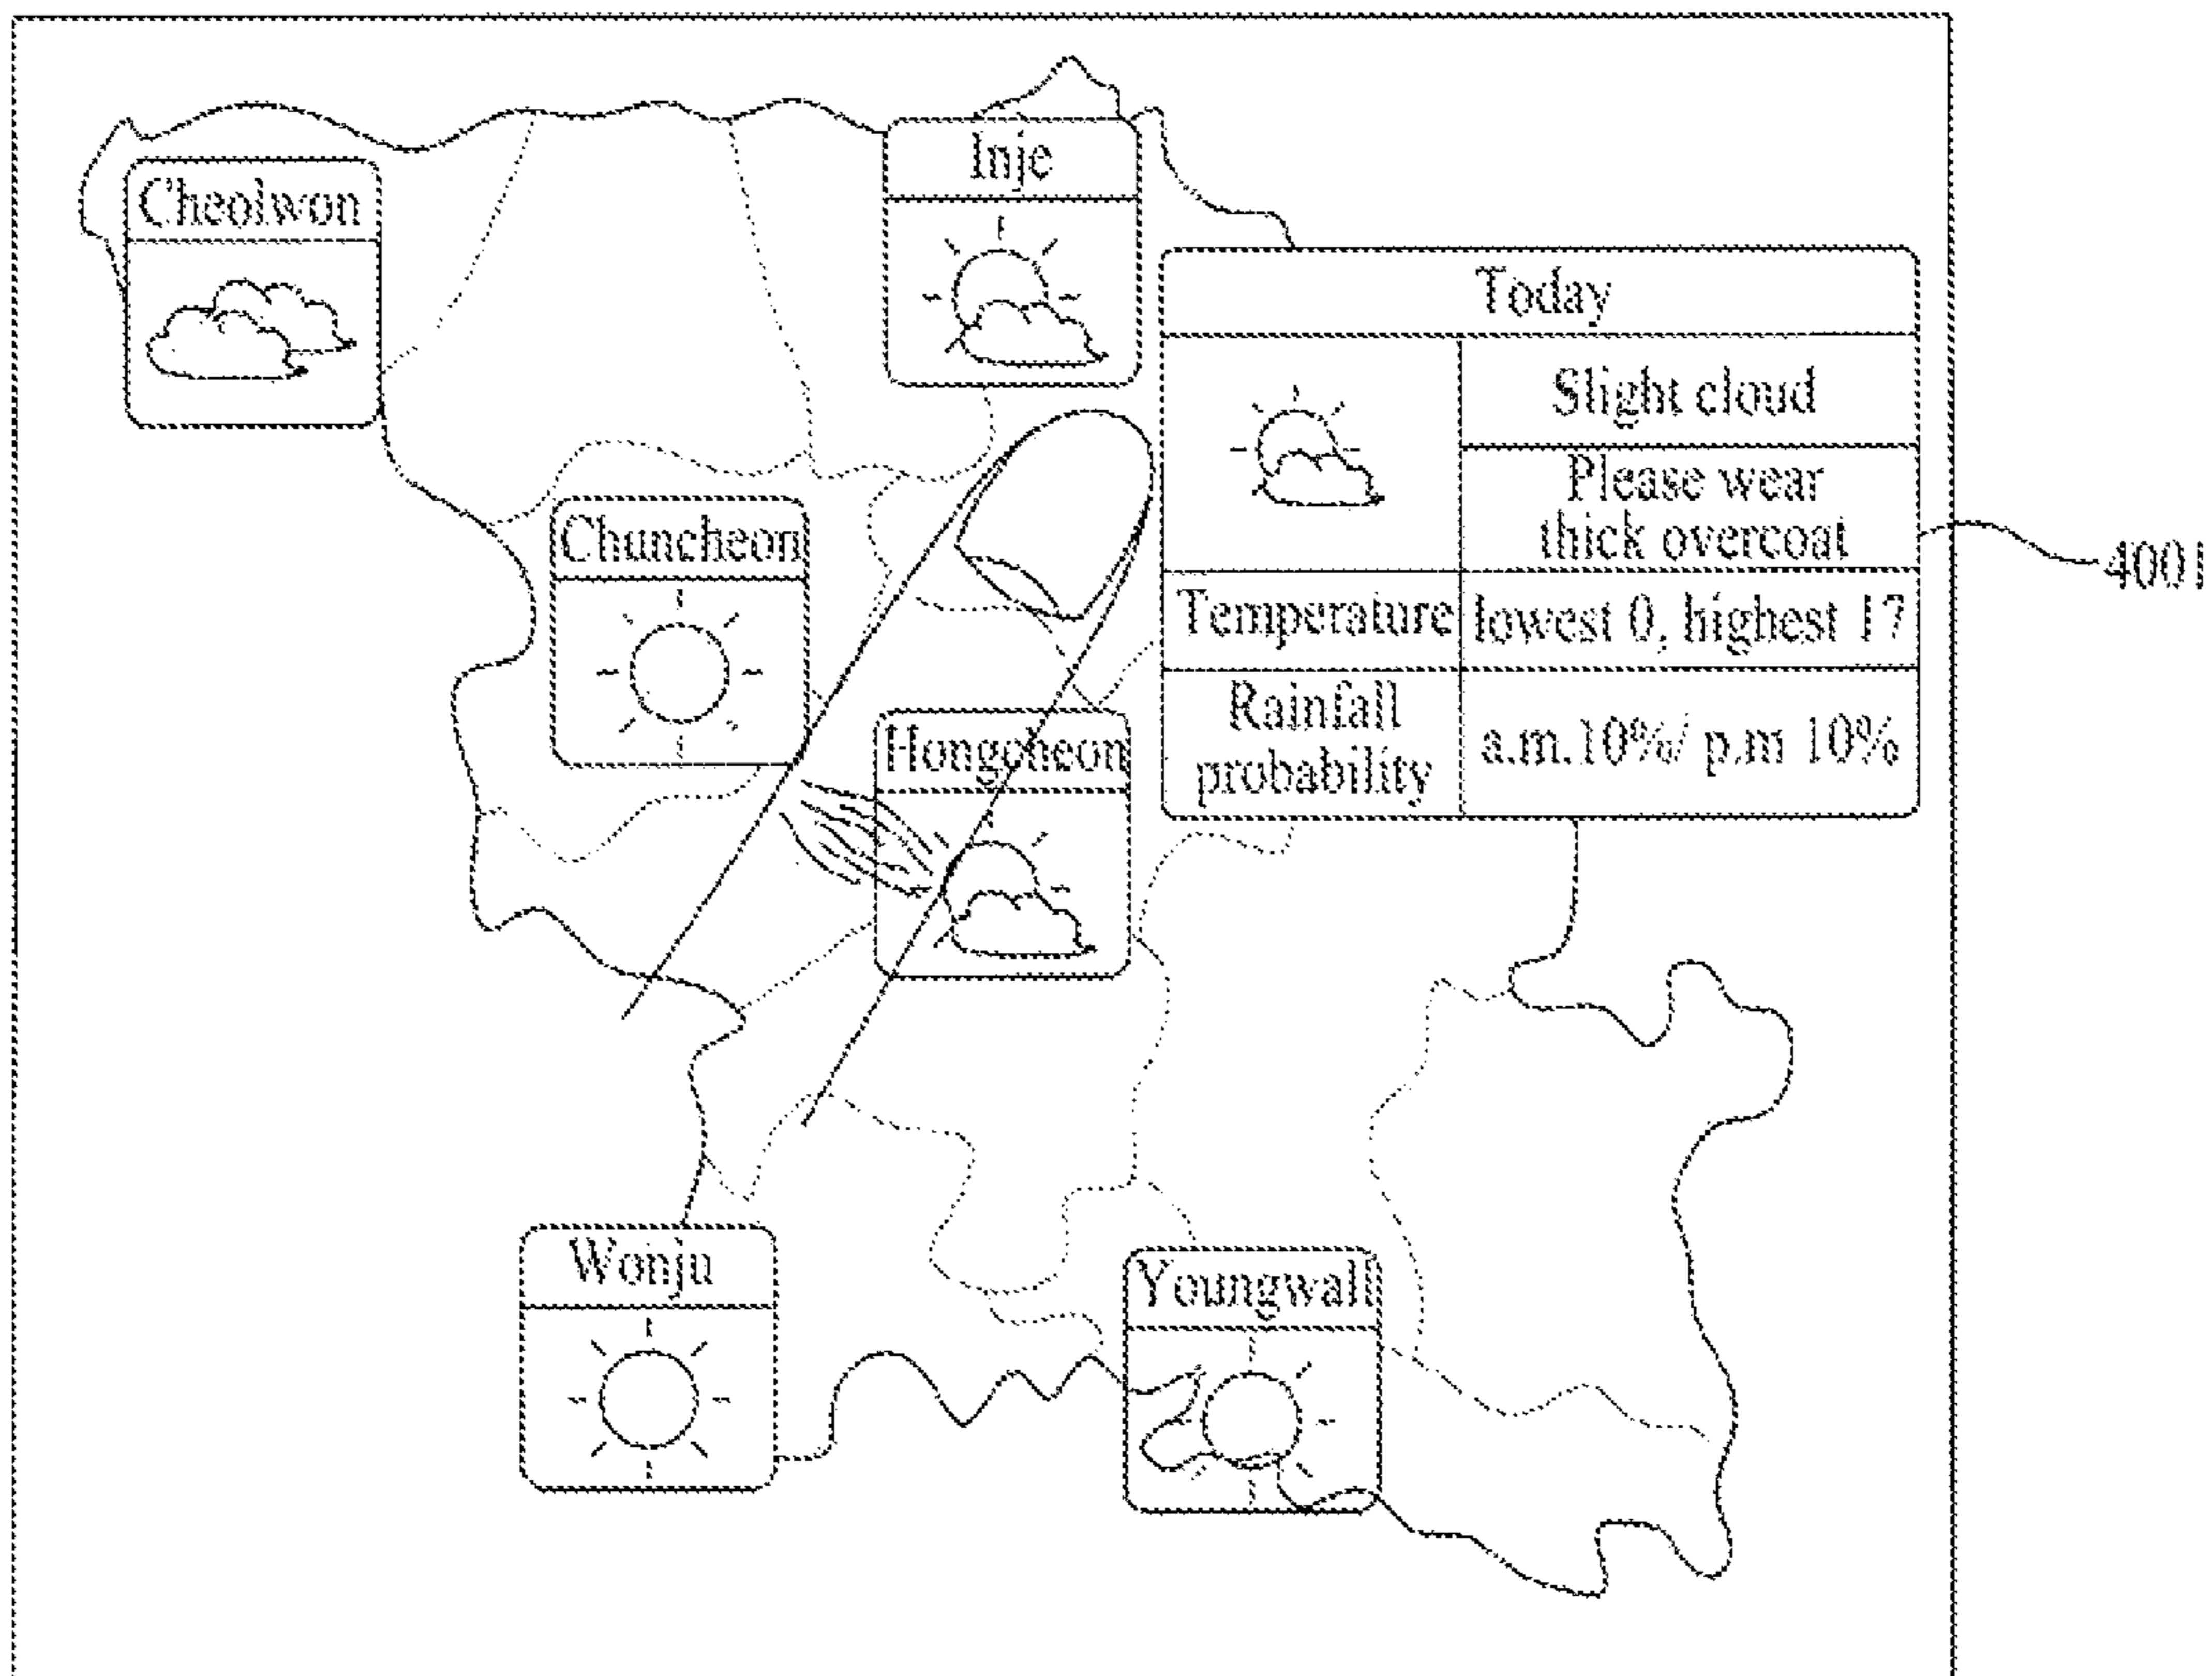 Inje
Cheolwon
Today
Slight cloud
Please wear
thick overcoat
Chuncheon
4001
Temperature
lowest 0, highest 17
Rainfall
probability
a.m.10%/ p.m 10%
Hongcheon
Wonju
Youngwall